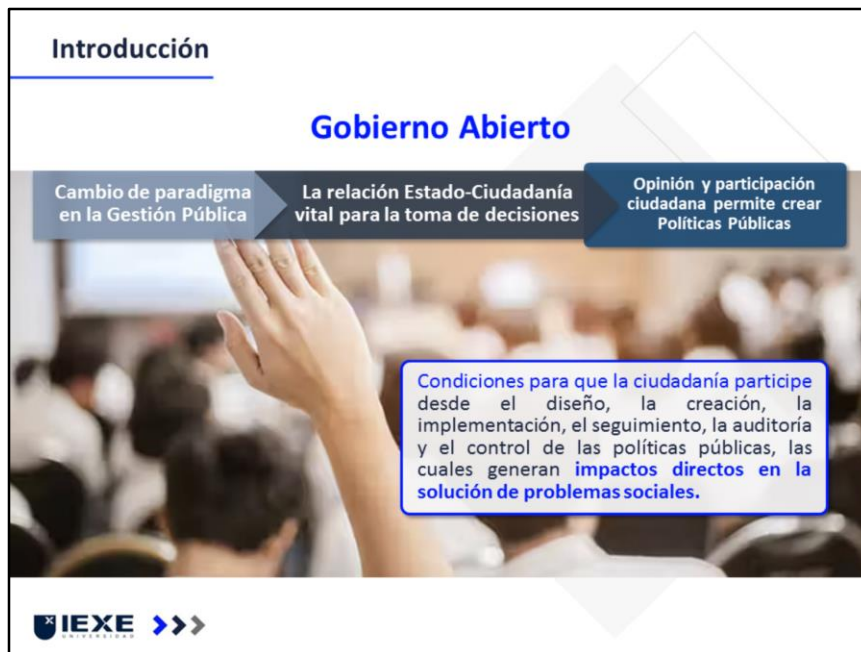 Introducción
Gobierno Abierto
Cambio de paradigma
en la Gestión Pública
La relación Estado-Ciudadanía
vital para la toma de decisiones
Opinión y participación
ciudadana permite crear
Políticas Públicas
Condiciones para que la ciudadanía participe
desde el diseño, la creación, la
implementación, el seguimiento, la auditoría
y el control de las políticas públicas, las
cuales generan impactos directos en la
solución de problemas sociales.
IEXE
UNIVERSIDAD